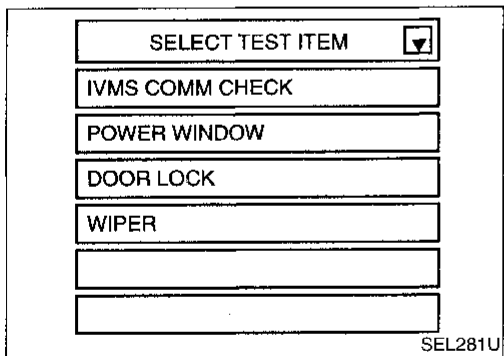 SELECT TEST ITEM
IVMS COMM CHECK
POWER WINDOW
DOOR LOCK
WIPER
SEL281U